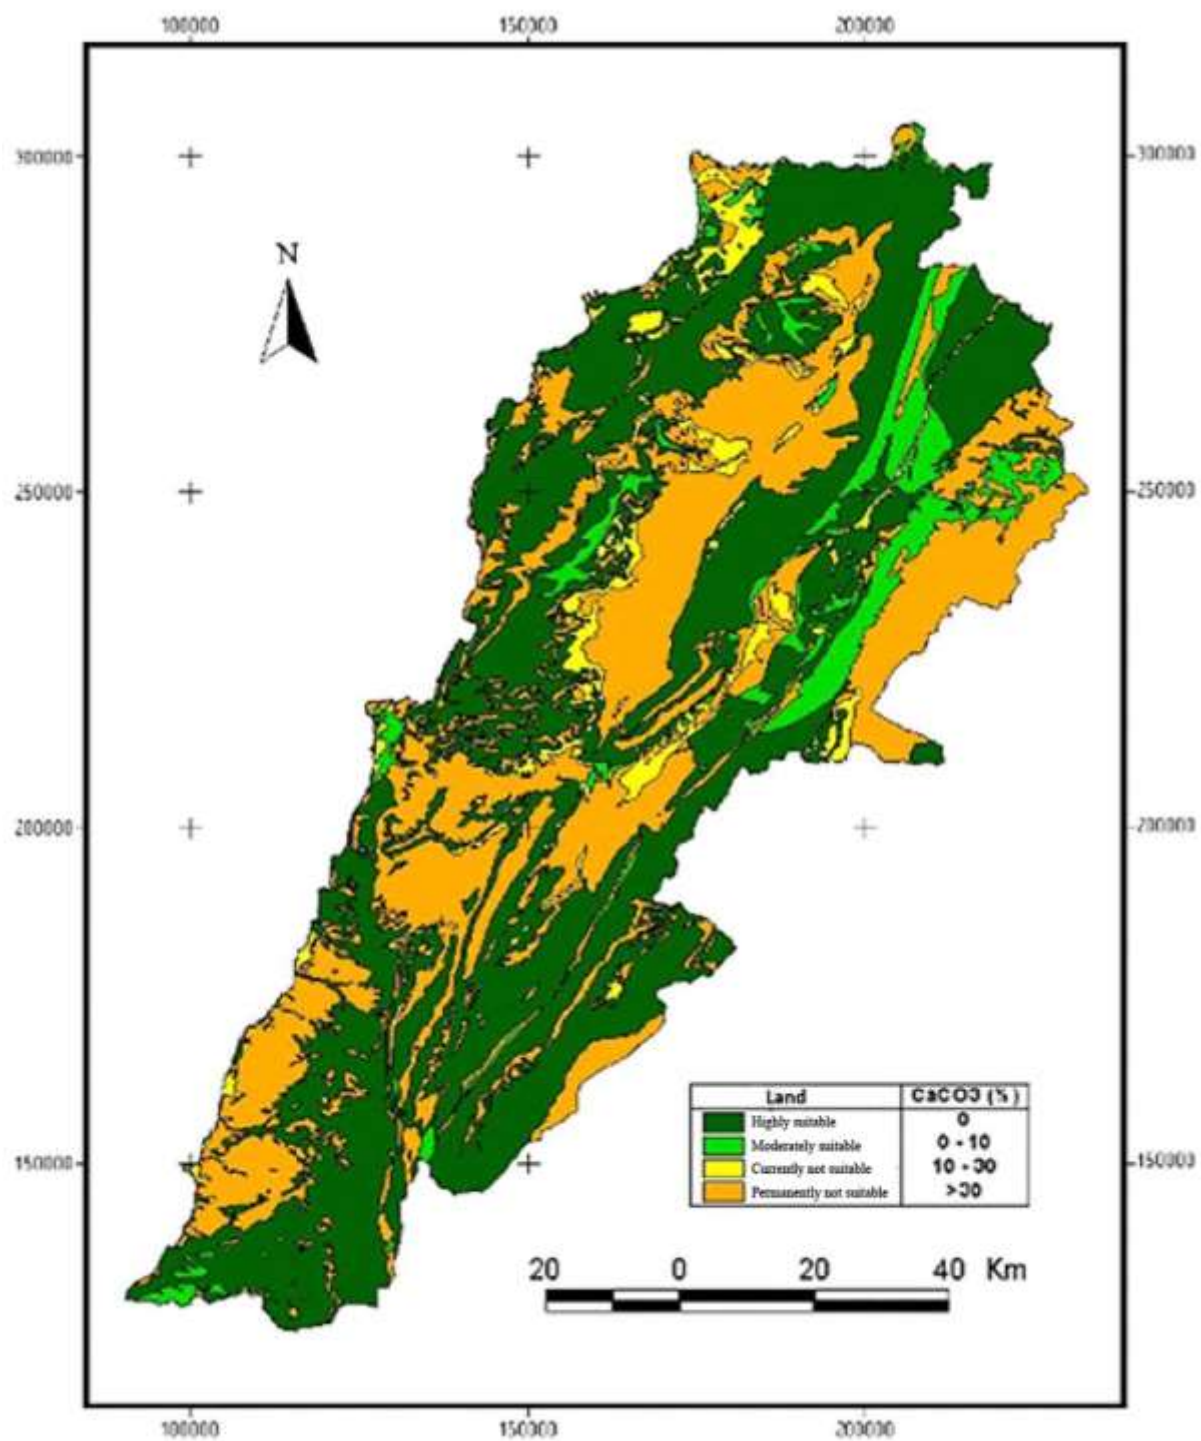 100000 150000 200000
300000 300000
N
250000 250000
200000 200000
150000 150000
Land CaCO3 (%)
Highly suitable 0
Moderately suitable 0 - 10
Currently not suitable 10 - 30
Permanently not suitable >30
20 0 20 40 Km
100000 150000 200000